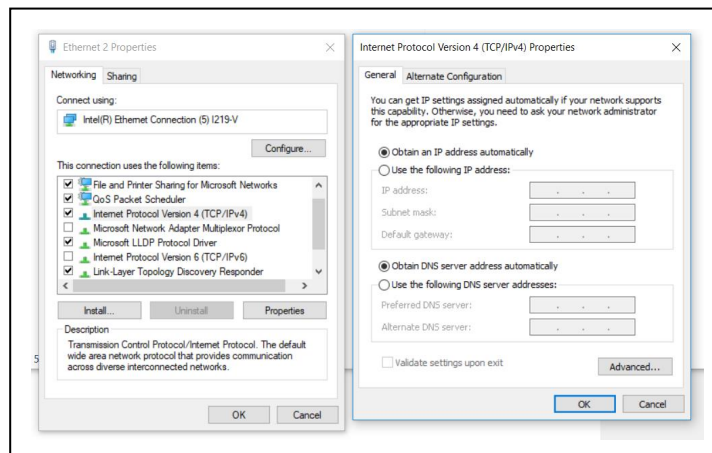 Ethernet 2 Properties
Networking Sharing
Connect using:
Intel(R) Ethernet Connection (5) I219-V
Configure...
This connection uses the following items:
File and Printer Sharing for Microsoft Networks
QoS Packet Scheduler
Internet Protocol Version 4 (TCP/IPv4)
Microsoft Network Adapter Multiplexor Protocol
Microsoft LLDP Protocol Driver
Internet Protocol Version 6 (TCP/IPv6)
Link-Layer Topology Discovery Responder
Install... Uninstall Properties
Description
Transmission Control Protocol/Internet Protocol. The default
wide area network protocol that provides communication
across diverse interconnected networks.
OK Cancel
5
Internet Protocol Version 4 (TCP/IPv4) Properties
General Alternate Configuration
You can get IP settings assigned automatically if your network supports
this capability. Otherwise, you need to ask your network administrator
for the appropriate IP settings.
Obtain an IP address automatically
Use the following IP address:
IP address:
Subnet mask:
Default gateway:
Obtain DNS server address automatically
Use the following DNS server addresses:
Preferred DNS server:
Alternate DNS server:
Validate settings upon exit
Advanced...
OK Cancel